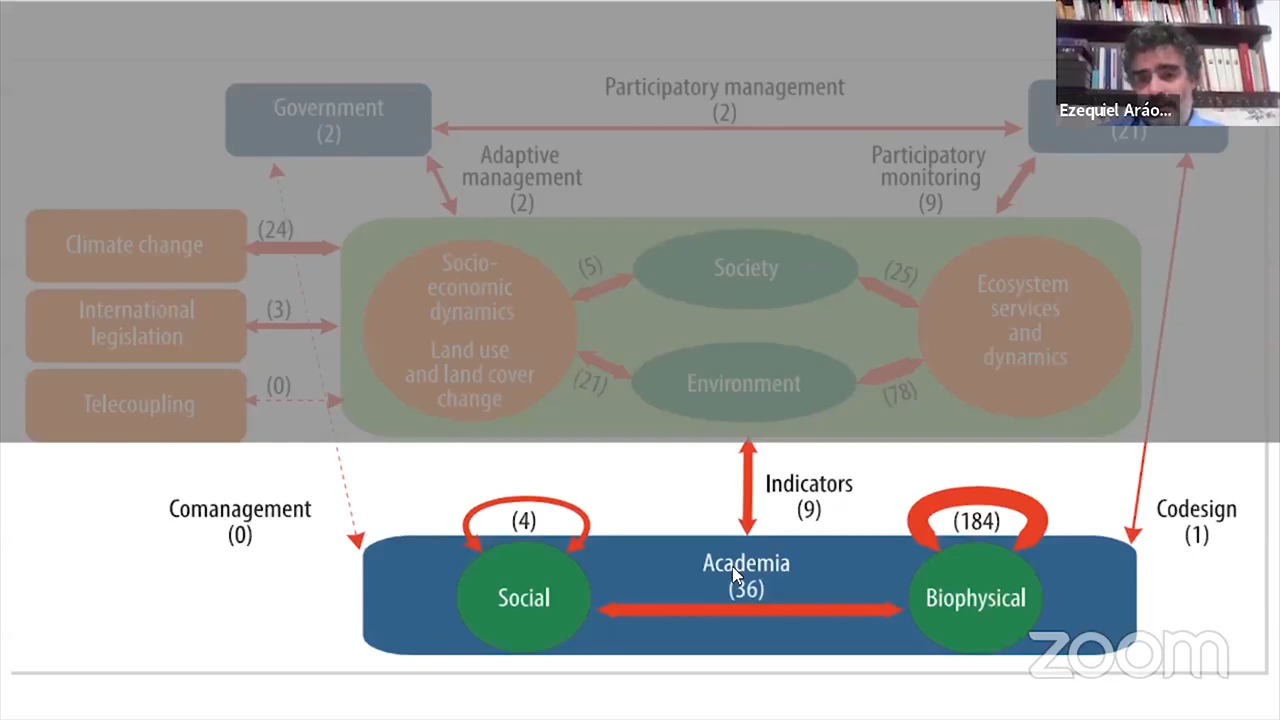 Participatory management
(2)
Government
(2)
Ezequiel Aráo...
(21)
Adaptive
management
(2)
Participatory
monitoring
(9)
Climate change
(24)
International
legislation
(3)
Telecoupling
(0)
Socio-
economic
dynamics
Land use
and land cover
change
(5)
Society
(25)
(21)
Environment
(78)
Ecosystem
services
and
dynamics
Indicators
(9)
Comanagement
(0)
Codesign
(1)
(4)
(184)
Academia
(36)
Social
Biophysical
zoom